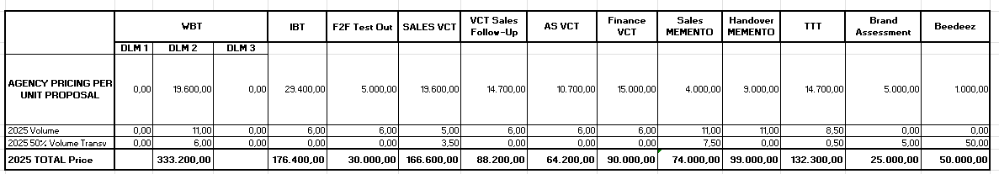 WBT IBT F2F Test Out SALES VCT VCT Sales Follow-Up AS VCT Finance VCT Sales MEMENTO Handover MEMENTO TTT Brand Assessment Beedeez
DLM 1 DLM 2 DLM 3
AGENCY PRICING PER UNIT PROPOSAL 0,00 19.600,00 0,00 29.400,00 5.000,00 19.600,00 14.700,00 10.700,00 15.000,00 4.000,00 9.000,00 14.700,00 5.000,00 1.000,00
2025 Volume 0,00 11,00 0,00 6,00 6,00 5,00 6,00 6,00 6,00 11,00 11,00 8,50 0,00 0,00
2025 50% Volume Transv 0,00 6,00 0,00 0,00 0,00 3,50 0,00 0,00 0,00 7,50 0,00 0,50 5,00 50,00
2025 TOTAL Price 333.200,00 176.400,00 30.000,00 166.600,00 88.200,00 64.200,00 90.000,00 74.000,00 99.000,00 132.300,00 25.000,00 50.000,00